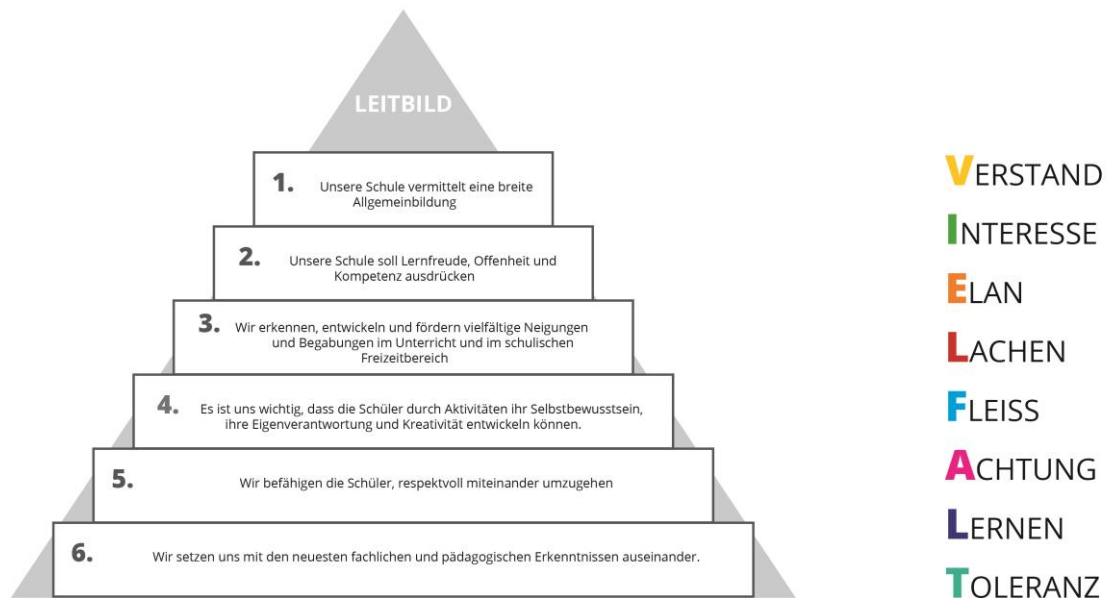 LEITBILD
1. Unsere Schule vermittelt eine breite
Allgemeinbildung
2. Unsere Schule soll Lernfreude, Offenheit und
Kompetenz ausdrücken
3. Wir erkennen, entwickeln und fördern vielfältige Neigungen
und Begabungen im Unterricht und im schulischen
Freizeitbereich
4. Es ist uns wichtig, dass die Schüler durch Aktivitäten ihr Selbstbewusstsein,
ihre Eigenverantwortung und Kreativität entwickeln können.
5. Wir befähigen die Schüler, respektvoll miteinander umzugehen
6. Wir setzen uns mit den neuesten fachlichen und pädagogischen Erkenntnissen auseinander.
VERSTAND
INTERESSE
ELAN
LACHEN
FLEISS
ACHTUNG
LERNEN
TOLERANZ